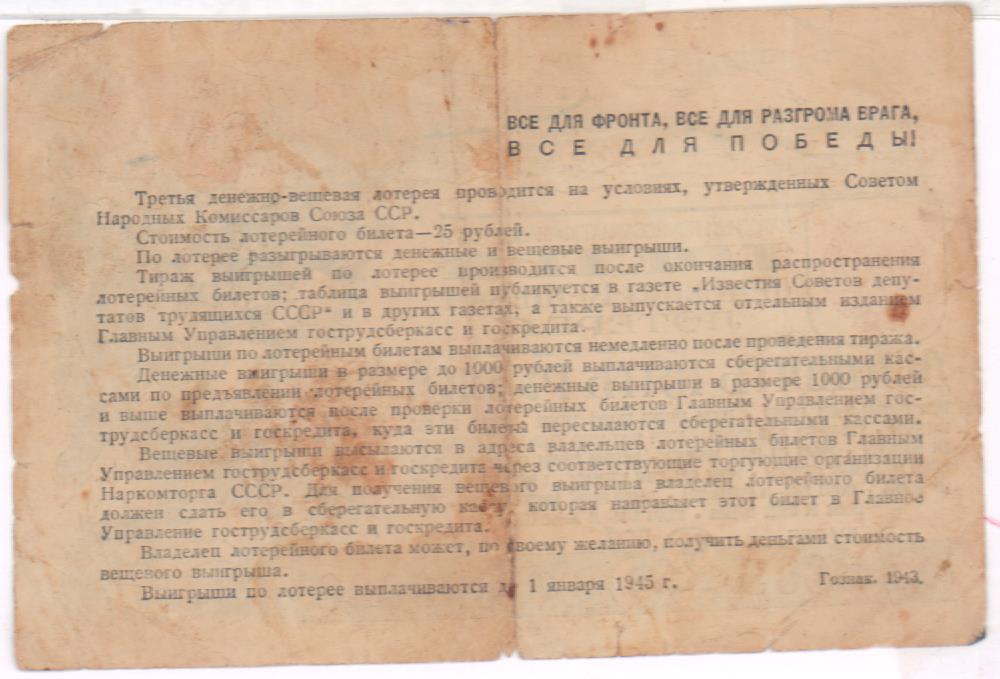 ВСЕ ДЛЯ ФРОНТА, ВСЕ ДЛЯ РАЗГРОМА ВРАГА,
ВСЕ ДЛЯ ПОБЕДЫ!
Третья денежно-вещевая лотерея проводится на условиях, утвержденных Советом
Народных Комиссаров Союза ССР.
Стоимость лотерейного билета—25 рублей.
По лотерее разыгрываются денежные и вещевые выигрыши.
Тираж выигрышей по лотерее производится после окончания распространения
лотерейных билетов; таблица выигрышей публикуется в газете „Известия Советов депу-
татов трудящихся СССР“ и в других газетах, а также выпускается отдельным изданием
Главным Управлением гострудсберкасс и госкредита.
Выигрыши по лотерейным билетам выплачиваются немедленно после проведения тиража.
Денежные выигрыши в размере до 1000 рублей выплачиваются сберегательными кас-
сами по предъявлении лотерейных билетов; денежные выигрыши в размере 1000 рублей
и выше выплачиваются после проверки лотерейных билетов Главным Управлением гос-
трудсберкасс и госкредита, куда эти билеты пересылаются сберегательными кассами.
Вещевые выигрыши высылаются в адреса владельцев лотерейных билетов Главным
Управлением гострудсберкасс и госкредита через соответствующие торгующие организации
Наркомторга СССР. Для получения вещевого выигрыша владелец лотерейного билета
должен сдать его в сберегательную кассу, которая направляет этот билет в Главное
Управление гострудсберкасс и госкредита.
Владелец лотерейного билета может, по своему желанию, получить деньгами стоимость
вещевого выигрыша.
Выигрыши по лотерее выплачиваются до 1 января 1945 г. Гознак. 1943.